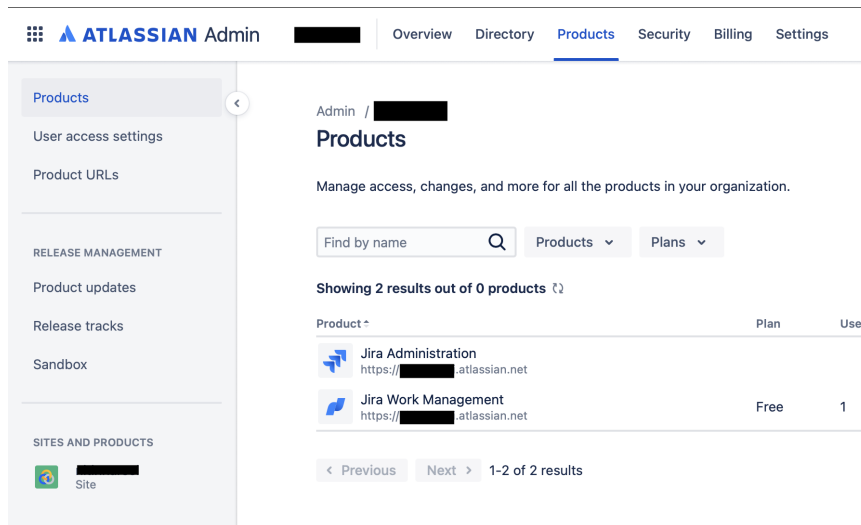 ATLASSIAN Admin
Overview Directory Products Security Billing Settings
Products
User access settings
Product URLs
RELEASE MANAGEMENT
Product updates
Release tracks
Sandbox
SITES AND PRODUCTS
Site
Admin /
Products
Manage access, changes, and more for all the products in your organization.
Find by name Products Plans
Showing 2 results out of 0 products
Product Plan Use
Jira Administration
https:// .atlassian.net
Jira Work Management
https:// .atlassian.net
Free 1
Previous Next 1-2 of 2 results